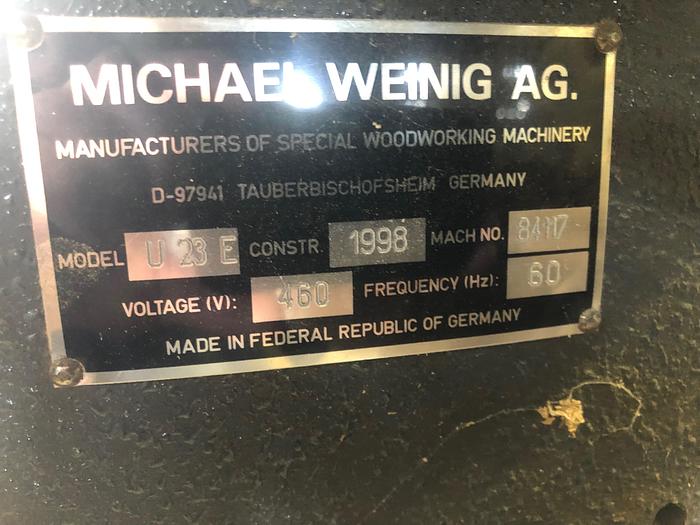 MICHAEL WEINIG AG.
MANUFACTURERS OF SPECIAL WOODWORKING MACHINERY
D-97941 TAUBERBISCHOFSHEIM GERMANY
MODEL U 23 E CONSTR. 1998 MACH NO. 84117
VOLTAGE (V): 460 FREQUENCY (Hz): 60
MADE IN FEDERAL REPUBLIC OF GERMANY